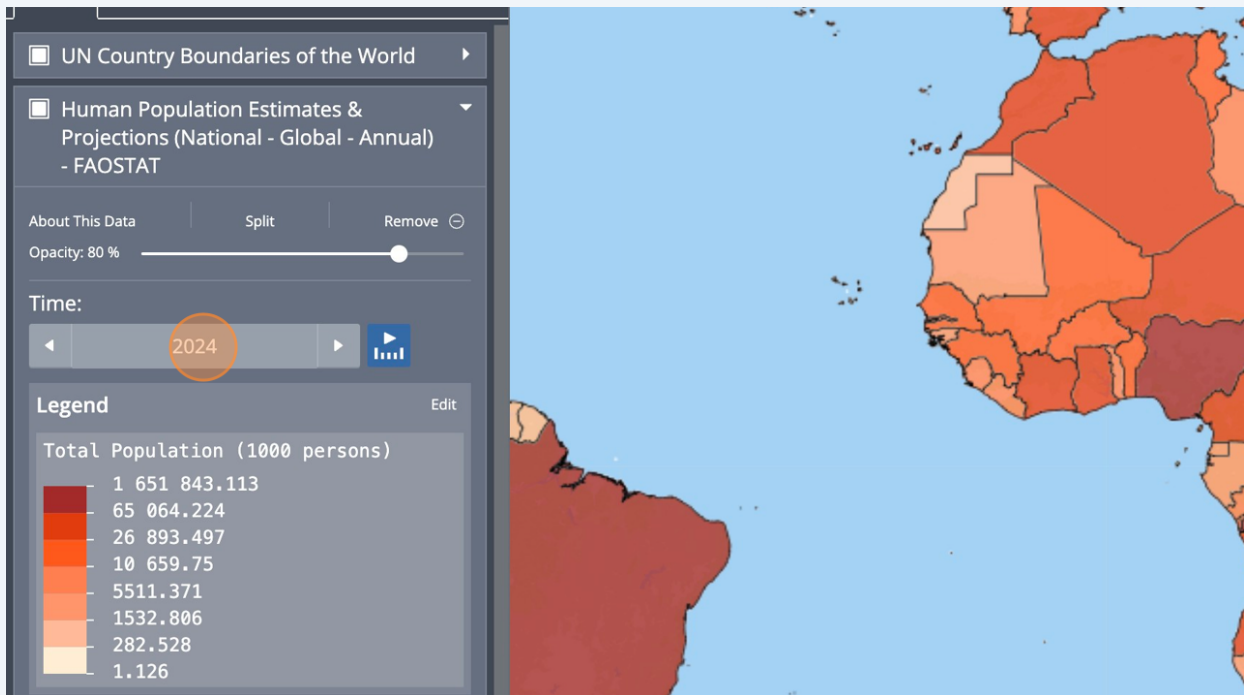 UN Country Boundaries of the World
Human Population Estimates &
Projections (National - Global - Annual)
- FAOSTAT
About This Data Split Remove
Opacity: 80 %
Time:
2024
Legend Edit
Total Population (1000 persons)
1 651 843.113
65 064.224
26 893.497
10 659.75
5511.371
1532.806
282.528
1.126